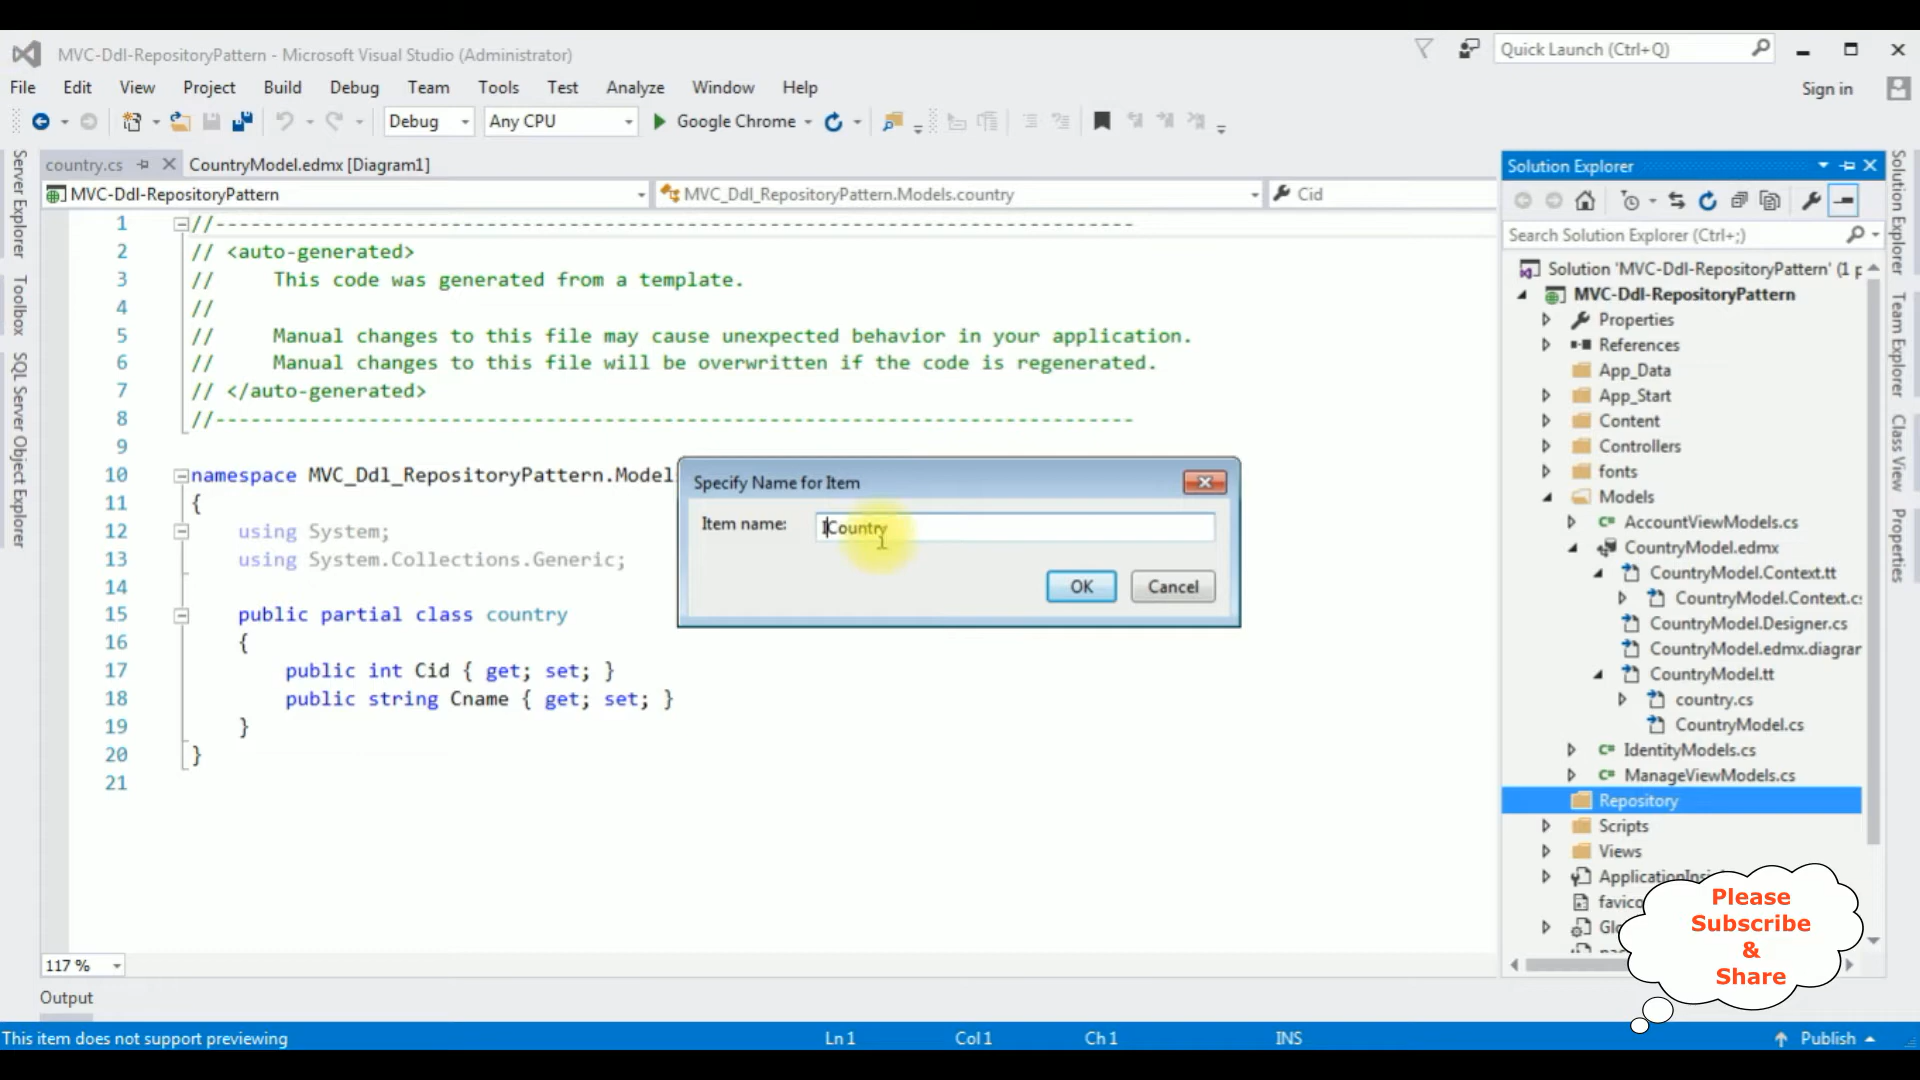 MVC-Ddl-RepositoryPattern - Microsoft Visual Studio (Administrator)
Quick Launch (Ctrl+Q)
File Edit View Project Build Debug Team Tools Test Analyze Window Help
Sign in
Debug Any CPU Google Chrome
country.cs CountryModel.edmx [Diagram1]
MVC-Ddl-RepositoryPattern MVC_Ddl_RepositoryPattern.Models.country Cid
Server Explorer
Toolbox
SQL Server Object Explorer
1 //------------------------------------------------------------------------------
2 // <auto-generated>
3 // This code was generated from a template.
4 //
5 // Manual changes to this file may cause unexpected behavior in your application.
6 // Manual changes to this file will be overwritten if the code is regenerated.
7 // </auto-generated>
8 //------------------------------------------------------------------------------
9
10 namespace MVC_Ddl_RepositoryPattern.Model
11 {
12 using System;
13 using System.Collections.Generic;
14
15 public partial class country
16 {
17 public int Cid { get; set; }
18 public string Cname { get; set; }
19 }
20 }
21
Specify Name for Item
Item name: ICountry
OK Cancel
Solution Explorer
Search Solution Explorer (Ctrl+;)
Solution 'MVC-Ddl-RepositoryPattern' (1 p
MVC-Ddl-RepositoryPattern
Properties
References
App_Data
App_Start
Content
Controllers
fonts
Models
AccountViewModels.cs
CountryModel.edmx
CountryModel.Context.tt
CountryModel.Context.c
CountryModel.Designer.cs
CountryModel.edmx.diagrar
CountryModel.tt
country.cs
CountryModel.cs
IdentityModels.cs
ManageViewModels.cs
Repository
Scripts
Views
ApplicationInsi
favico
Glo
Solution Explorer
Team Explorer
Class View
Properties
Please
Subscribe
&
Share
117 %
Output
This item does not support previewing Ln 1 Col 1 Ch 1 INS Publish